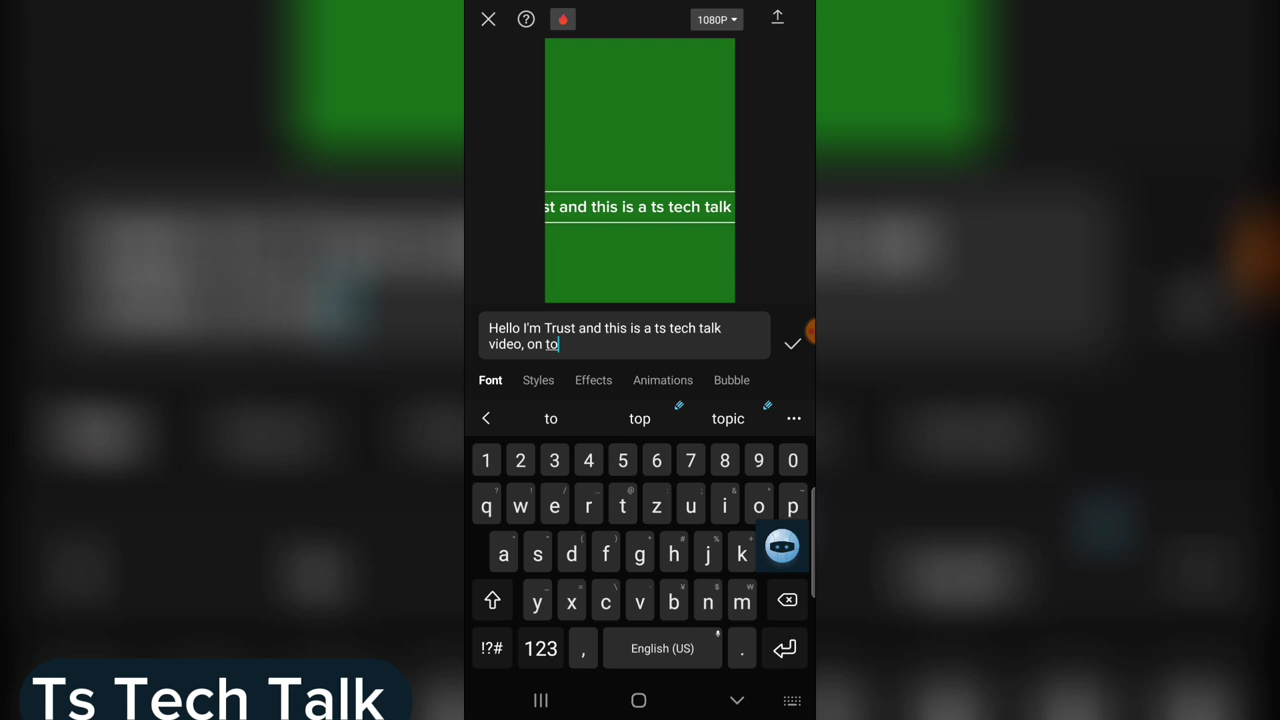 1080P
st and this is a ts tech talk
Hello I'm Trust and this is a ts tech talk
video, on to
Font Styles Effects Animations Bubble
to top topic
1 2 3 4 5 6 7 8 9 0
q w e r t z u i o p
a s d f g h j k
y x c v b n m
!?# 123 , English (US) .
Ts Tech Talk